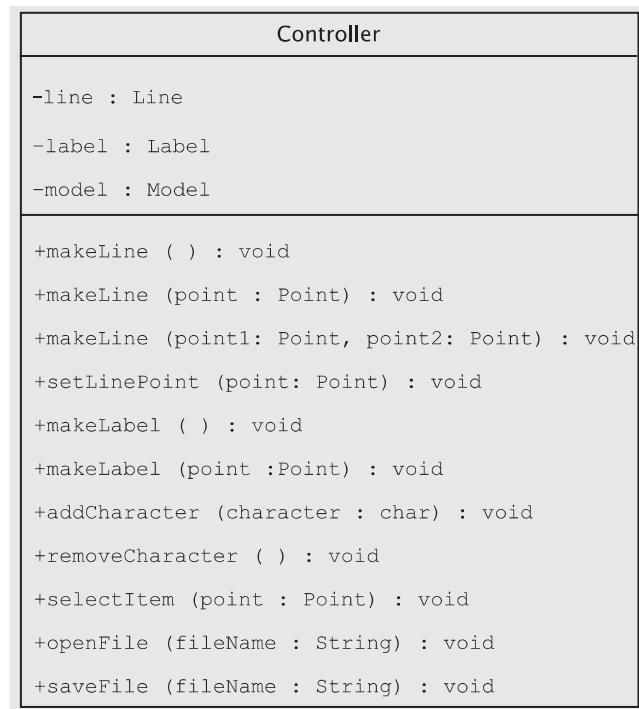 Controller
-line : Line
-label : Label
-model : Model
+makeLine ( ) : void
+makeLine (point : Point) : void
+makeLine (point1: Point, point2: Point) : void
+setLinePoint (point: Point) : void
+makeLabel ( ) : void
+makeLabel (point :Point) : void
+addCharacter (character : char) : void
+removeCharacter ( ) : void
+selectItem (point : Point) : void
+openFile (fileName : String) : void
+saveFile (fileName : String) : void